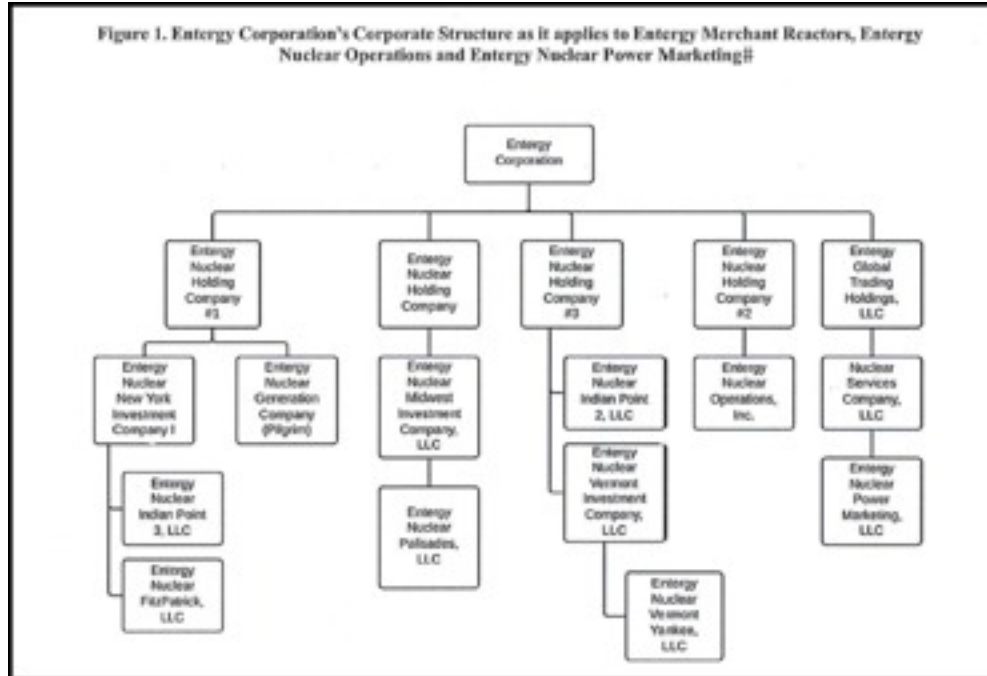 Figure 1. Entergy Corporation's Corporate Structure as it applies to Entergy Merchant Reactors, Entergy
Nuclear Operations and Entergy Nuclear Power Marketing#
Entergy
Corporation
Entergy
Nuclear
Holding
Company
#1
Entergy
Nuclear
Holding
Company
Entergy
Nuclear
Holding
Company
#3
Entergy
Nuclear
Holding
Company
#2
Entergy
Global
Trading
Holdings,
LLC
Entergy
Nuclear
New York
Investment
Company I
Entergy
Nuclear
Generation
Company
(Pilgrim)
Entergy
Nuclear
Midwest
Investment
Company,
LLC
Entergy
Nuclear
Indian Point
2, LLC
Entergy
Nuclear
Operations,
Inc.
Nuclear
Services
Company,
LLC
Entergy
Nuclear
Indian Point
3, LLC
Entergy
Nuclear
Palisades,
LLC
Entergy
Nuclear
Vermont
Investment
Company,
LLC
Entergy
Nuclear
Power
Marketing,
LLC
Entergy
Nuclear
FitzPatrick,
LLC
Entergy
Nuclear
Vermont
Yankee,
LLC